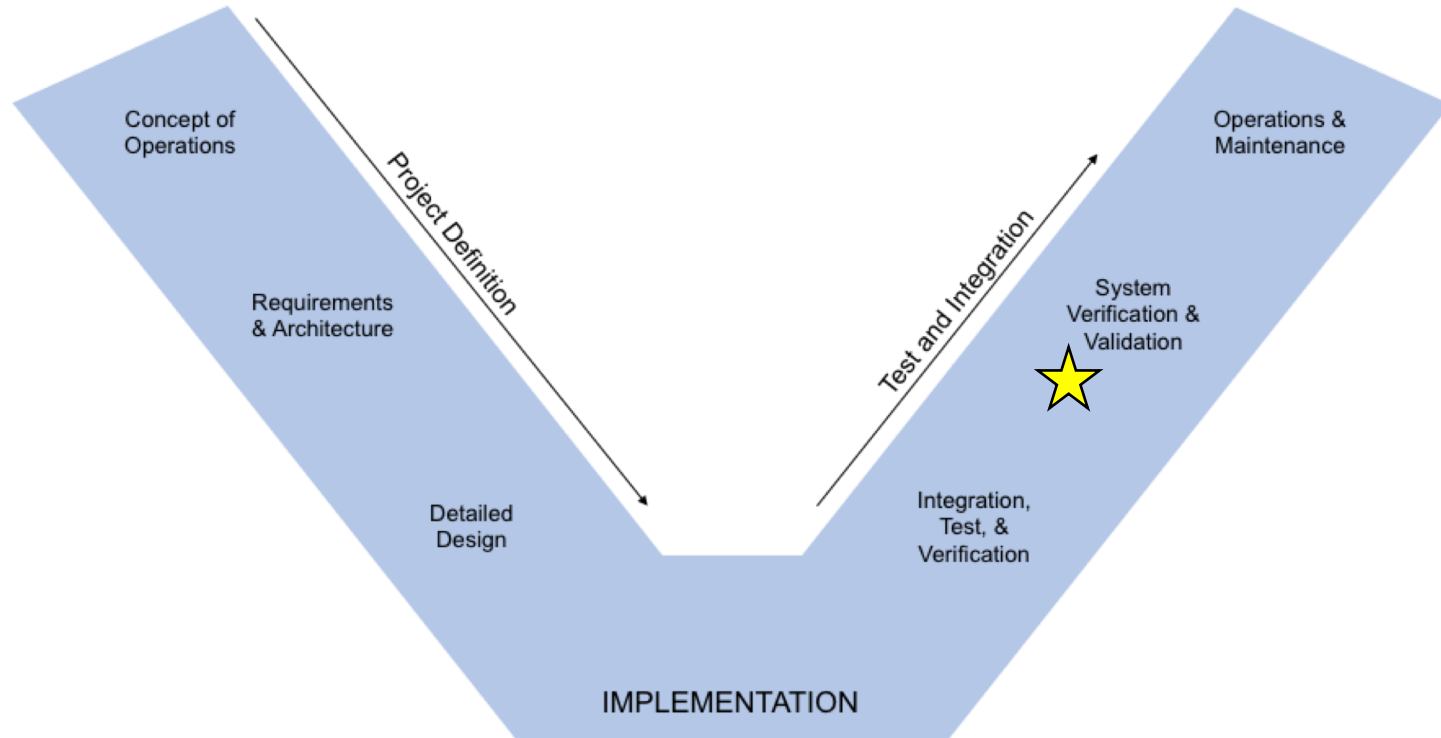 Concept of
Operations
Project Definition
Requirements
& Architecture
Detailed
Design
IMPLEMENTATION
Integration,
Test, &
Verification
Test and Integration
System
Verification &
Validation
Operations &
Maintenance